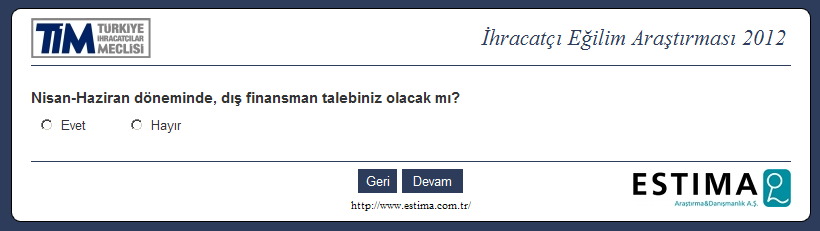 TİM TÜRKİYE
İHRACATÇILAR
MECLİSİ
İhracatçı Eğilim Araştırması 2012
Nisan-Haziran döneminde, dış finansman talebiniz olacak mı?
Evet Hayır
Geri Devam
http://www.estima.com.tr/
ESTIMA
Araştırma&Danışmanlık A.Ş.